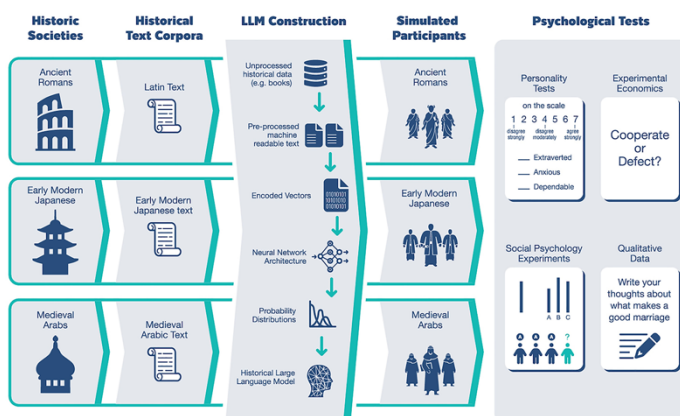 Historic
Societies
Historical
Text Corpora
LLM Construction
Simulated
Participants
Psychological Tests
Ancient
Romans
Latin Text
Early Modern
Japanese
Early Modern
Japanese text
Medieval
Arabs
Medieval
Arabic Text
Unprocessed
historical data
(e.g. books)
Pre-processed
machine
readable text
Encoded Vectors
01010101
10101010
01010101
Neural Network
Architecture
Probability
Distributions
Historical Large
Language Model
Ancient
Romans
Early Modern
Japanese
Medieval
Arabs
Personality
Tests
on the scale
1 2 3 4 5 6 7
disagree strongly
disagree moderately
agree strongly
Extraverted
Anxious
Dependable
Experimental
Economics
Cooperate
or
Defect?
Social Psychology
Experiments
A B C
A A A ?
Qualitative
Data
Write your
thoughts about
what makes a
good marriage